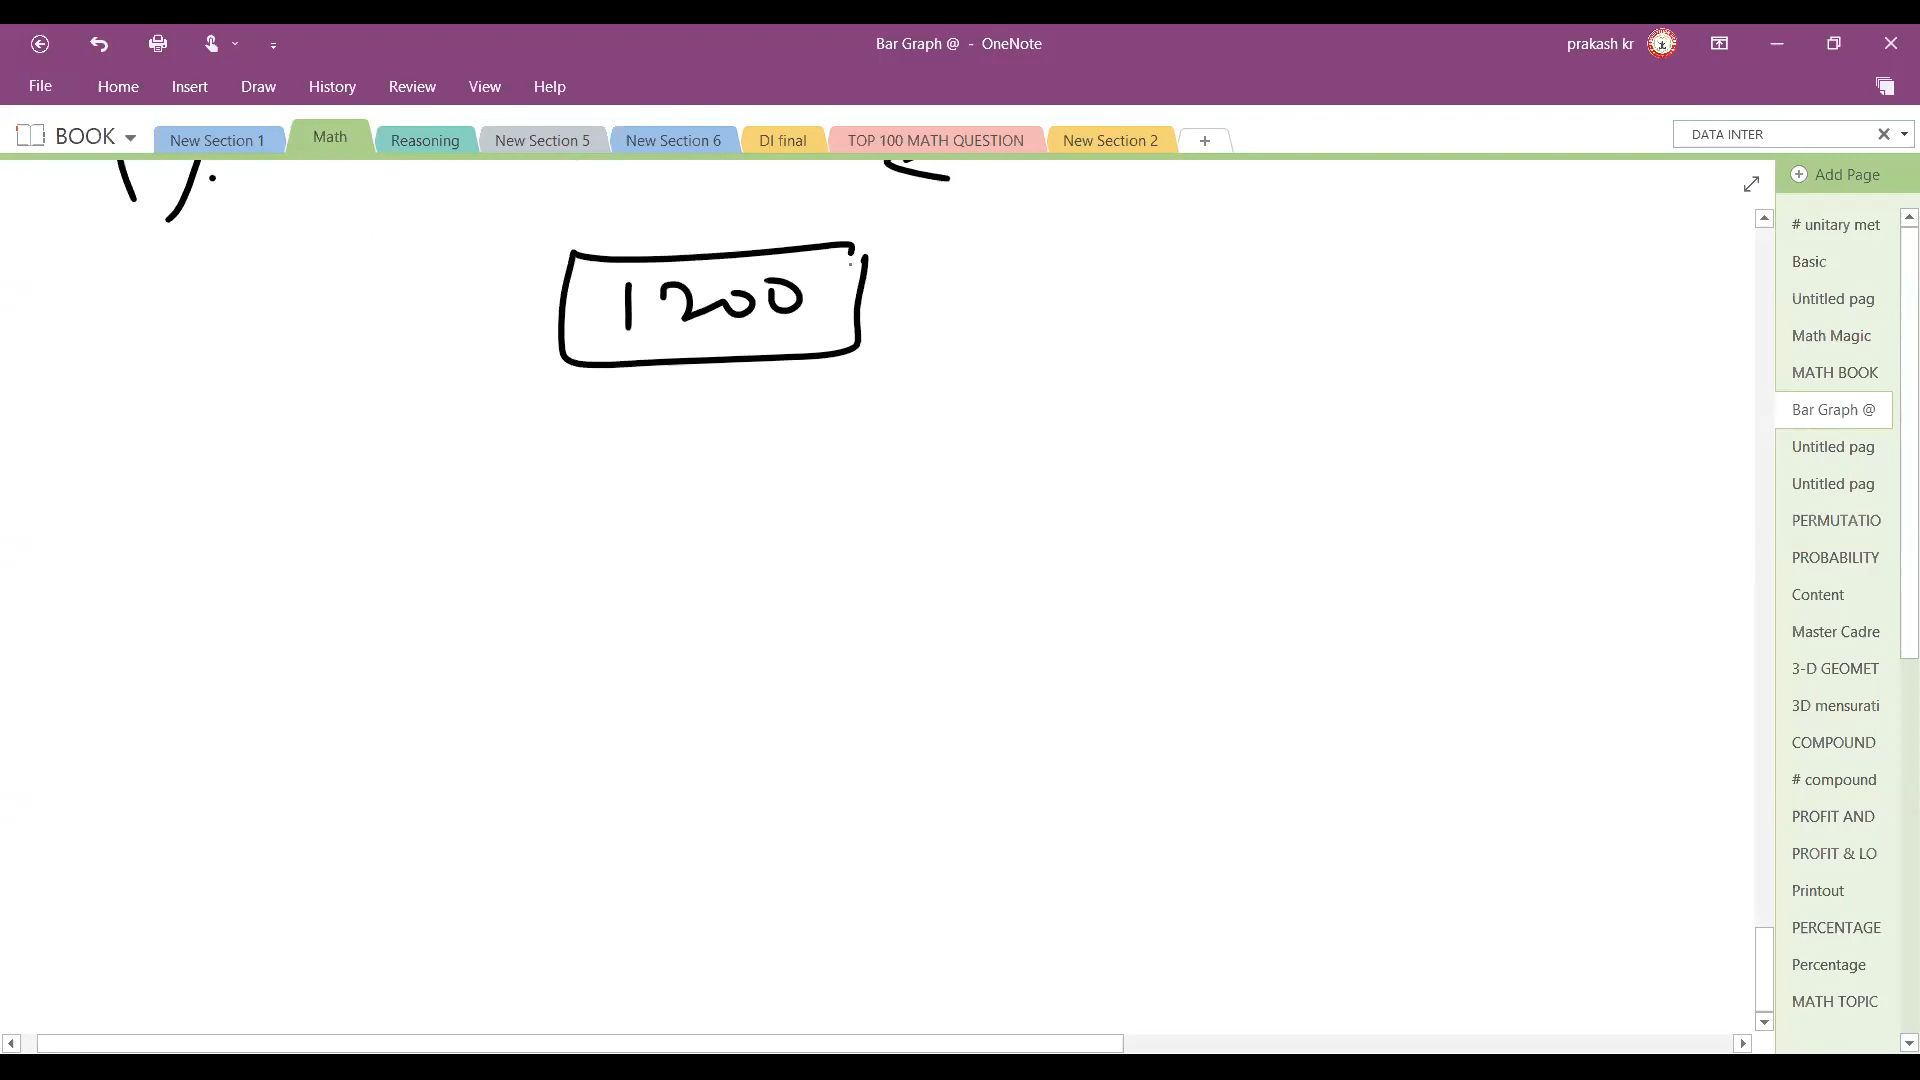 Bar Graph @ - OneNote
prakash kr
File Home Insert Draw History Review View Help
BOOK New Section 1 Math Reasoning New Section 5 New Section 6 DI final TOP 100 MATH QUESTION New Section 2 +
DATA INTER
Add Page
# unitary met
1200
Basic
Untitled pag
Math Magic
MATH BOOK
Bar Graph @
Untitled pag
Untitled pag
PERMUTATIO
PROBABILITY
Content
Master Cadre
3-D GEOMET
3D mensurati
COMPOUND
# compound
PROFIT AND
PROFIT & LO
Printout
PERCENTAGE
Percentage
MATH TOPIC